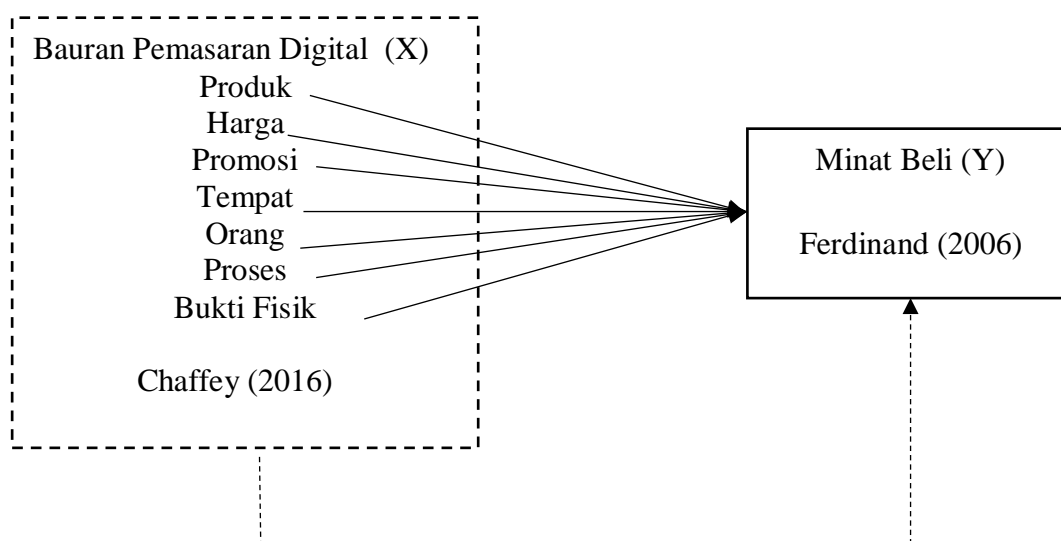 Bauran Pemasaran Digital (X)
Produk
Harga
Promosi
Tempat
Orang
Proses
Bukti Fisik
Chaffey (2016)
Minat Beli (Y)
Ferdinand (2006)